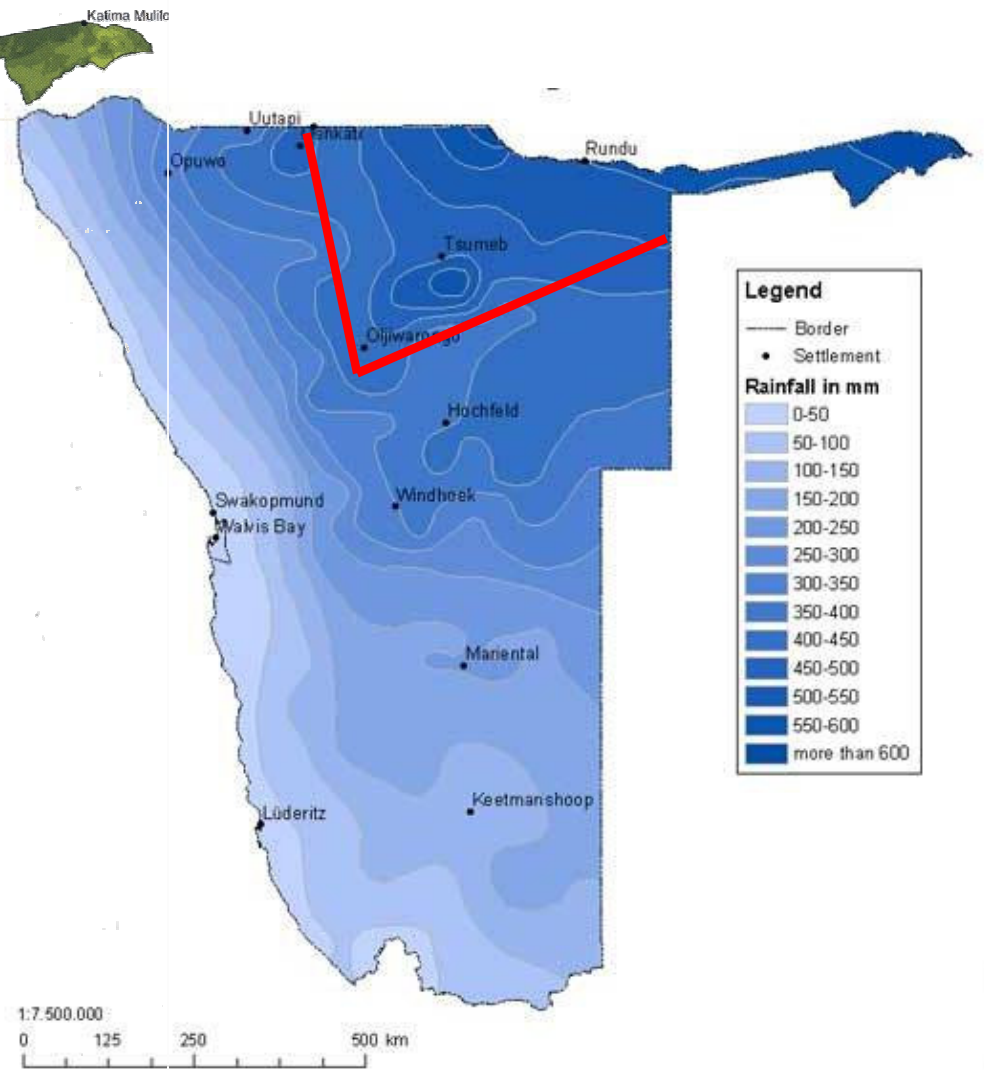 Katima Mulilo
Uutapi
Opuwo
Rundu
Tsumeb
Otjiwarongo
Hochfeld
Windhoek
Swakopmund
Walvis Bay
Mariental
Keetmanshoop
Lüderitz
Legend
Border
Settlement
Rainfall in mm
0-50
50-100
100-150
150-200
200-250
250-300
300-350
350-400
400-450
450-500
500-550
550-600
more than 600
1:7.500.000
0 125 250 500 km